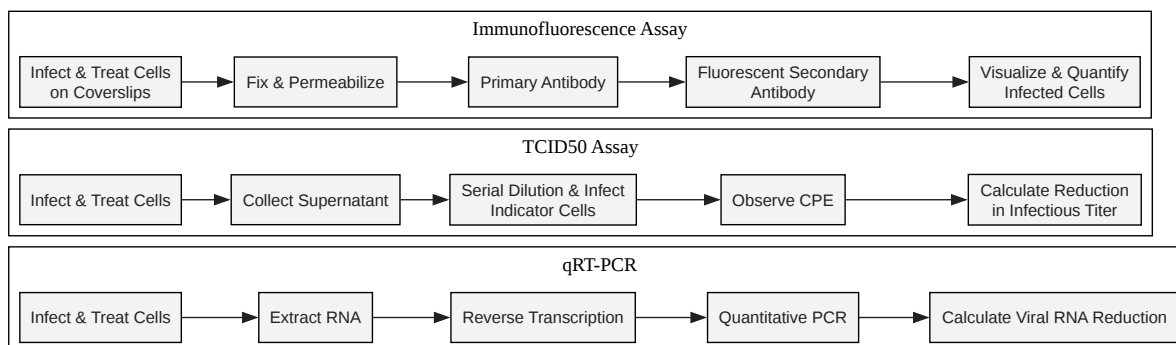 Immunofluorescence Assay
Infect & Treat Cells
on Coverslips
Fix & Permeabilize
Primary Antibody
Fluorescent Secondary
Antibody
Visualize & Quantify
Infected Cells
TCID50 Assay
Infect & Treat Cells
Collect Supernatant
Serial Dilution & Infect
Indicator Cells
Observe CPE
Calculate Reduction
in Infectious Titer
qRT-PCR
Infect & Treat Cells
Extract RNA
Reverse Transcription
Quantitative PCR
Calculate Viral RNA Reduction